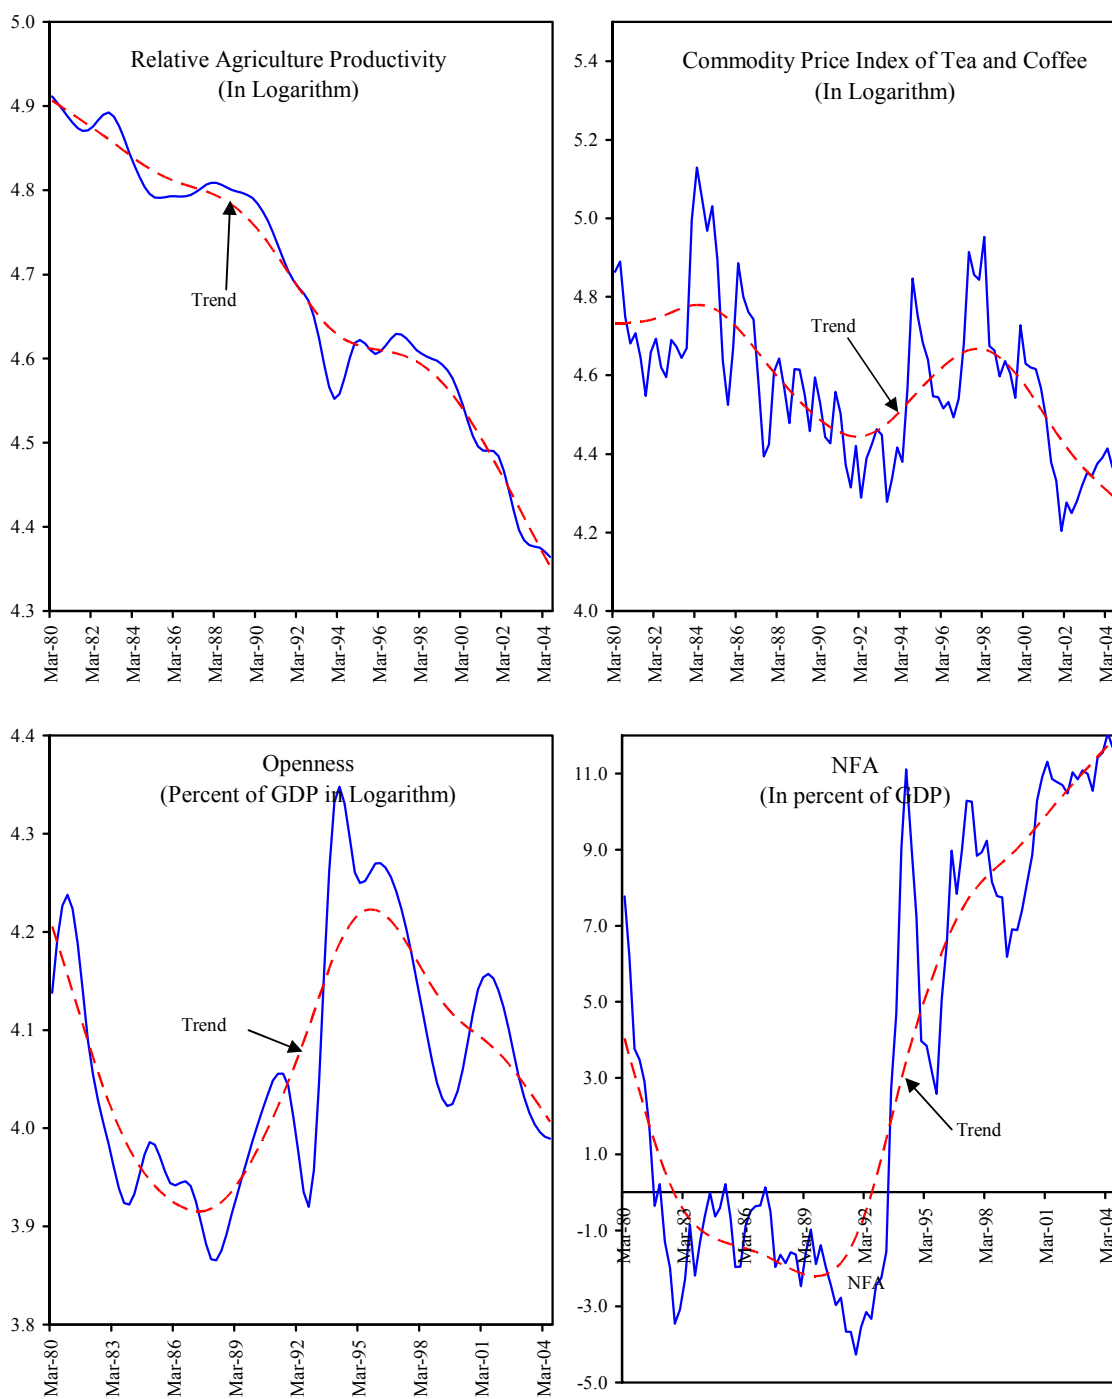 Relative Agriculture Productivity
(In Logarithm)
5.0
4.9
4.8
4.7
4.6
4.5
4.4
4.3
Trend
Mar-80
Mar-82
Mar-84
Mar-86
Mar-88
Mar-90
Mar-92
Mar-94
Mar-96
Mar-98
Mar-00
Mar-02
Mar-04
Commodity Price Index of Tea and Coffee
(In Logarithm)
5.4
5.2
5.0
4.8
4.6
4.4
4.2
4.0
Trend
Mar-80
Mar-82
Mar-84
Mar-86
Mar-88
Mar-90
Mar-92
Mar-94
Mar-96
Mar-98
Mar-00
Mar-02
Mar-04
Openness
(Percent of GDP in Logarithm)
4.4
4.3
4.2
4.1
4.0
3.9
3.8
Trend
Mar-80
Mar-83
Mar-86
Mar-89
Mar-92
Mar-95
Mar-98
Mar-01
Mar-04
NFA
(In percent of GDP)
11.0
9.0
7.0
5.0
3.0
1.0
-1.0
-3.0
-5.0
Trend
NFA
Mar-80
Mar-83
Mar-86
Mar-89
Mar-92
Mar-95
Mar-98
Mar-01
Mar-04